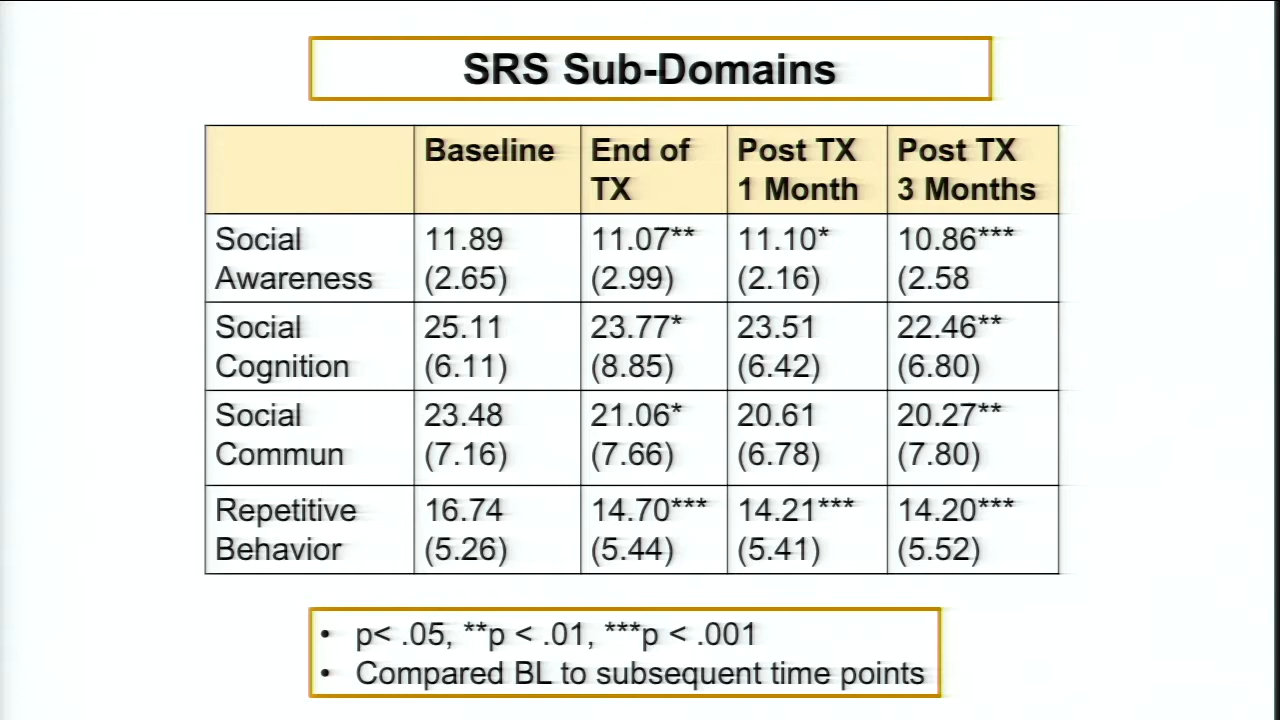 SRS Sub-Domains
Baseline
End of
TX
Post TX
1 Month
Post TX
3 Months
Social
Awareness
11.89
(2.65)
11.07**
(2.99)
11.10*
(2.16)
10.86***
(2.58
Social
Cognition
25.11
(6.11)
23.77*
(8.85)
23.51
(6.42)
22.46**
(6.80)
Social
Commun
23.48
(7.16)
21.06*
(7.66)
20.61
(6.78)
20.27**
(7.80)
Repetitive
Behavior
16.74
(5.26)
14.70***
(5.44)
14.21***
(5.41)
14.20***
(5.52)
• p< .05, **p < .01, ***p < .001
• Compared BL to subsequent time points